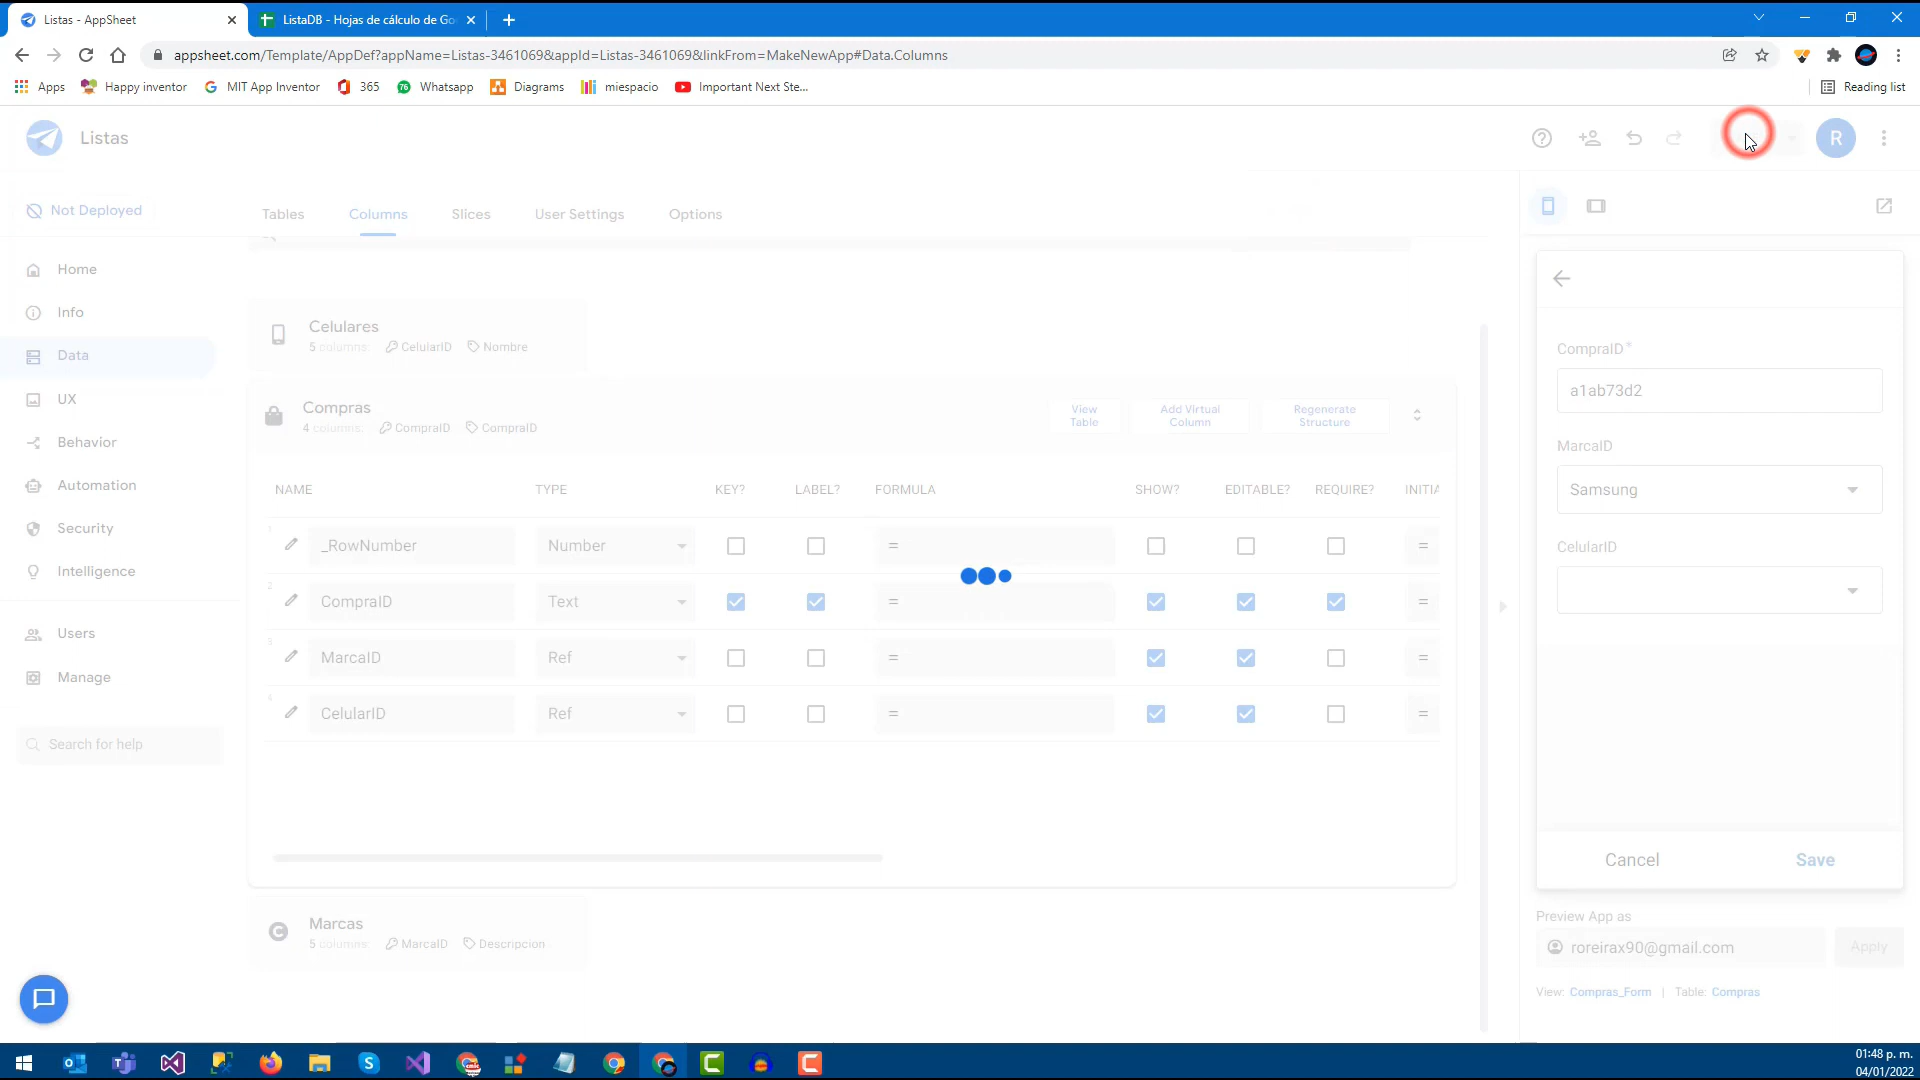 Listas - AppSheet
ListaDB - Hojas de cálculo de Go
appsheet.com/Template/AppDef?appName=Listas-3461069&appId=Listas-3461069&linkFrom=MakeNewApp#Data.Columns
Apps
Happy inventor
MIT App Inventor
365
76
Whatsapp
Diagrams
miespacio
Important Next Ste...
Reading list
Listas
R
Not Deployed
Tables
Columns
Slices
User Settings
Options
Home
Info
Data
UX
Behavior
Automation
Security
Intelligence
Users
Manage
Search for help
Celulares
5 columns: CelularID Nombre
Compras
4 columns: CompraID CompraID
View Table
Add Virtual Column
Regenerate Structure
NAME TYPE KEY? LABEL? FORMULA SHOW? EDITABLE? REQUIRE? INITIA
1 _RowNumber Number = =
2 CompraID Text = =
3 MarcaID Ref = =
4 CelularID Ref = =
Marcas
5 columns: MarcaID Descripcion
CompraID*
a1ab73d2
MarcaID
Samsung
CelularID
Cancel
Save
Preview App as
roreirax90@gmail.com
Apply
View: Compras_Form | Table: Compras
01:48 p. m.
04/01/2022